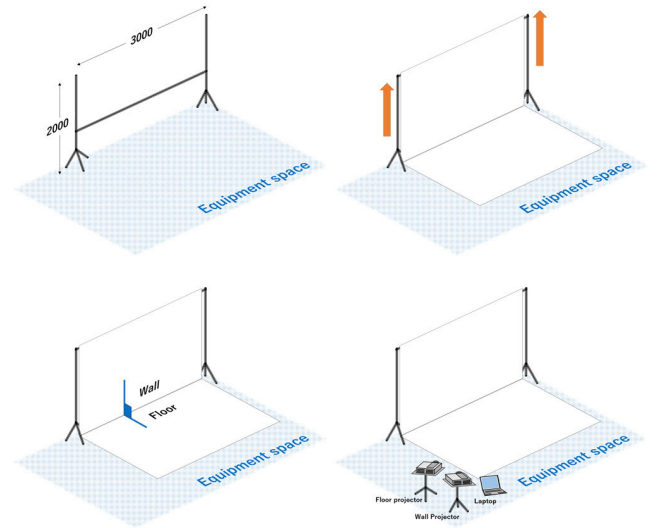 3000
2000
Equipment space
Equipment space
Wall
Floor
Equipment space
Equipment space
Floor projector
Laptop
Wall Projector